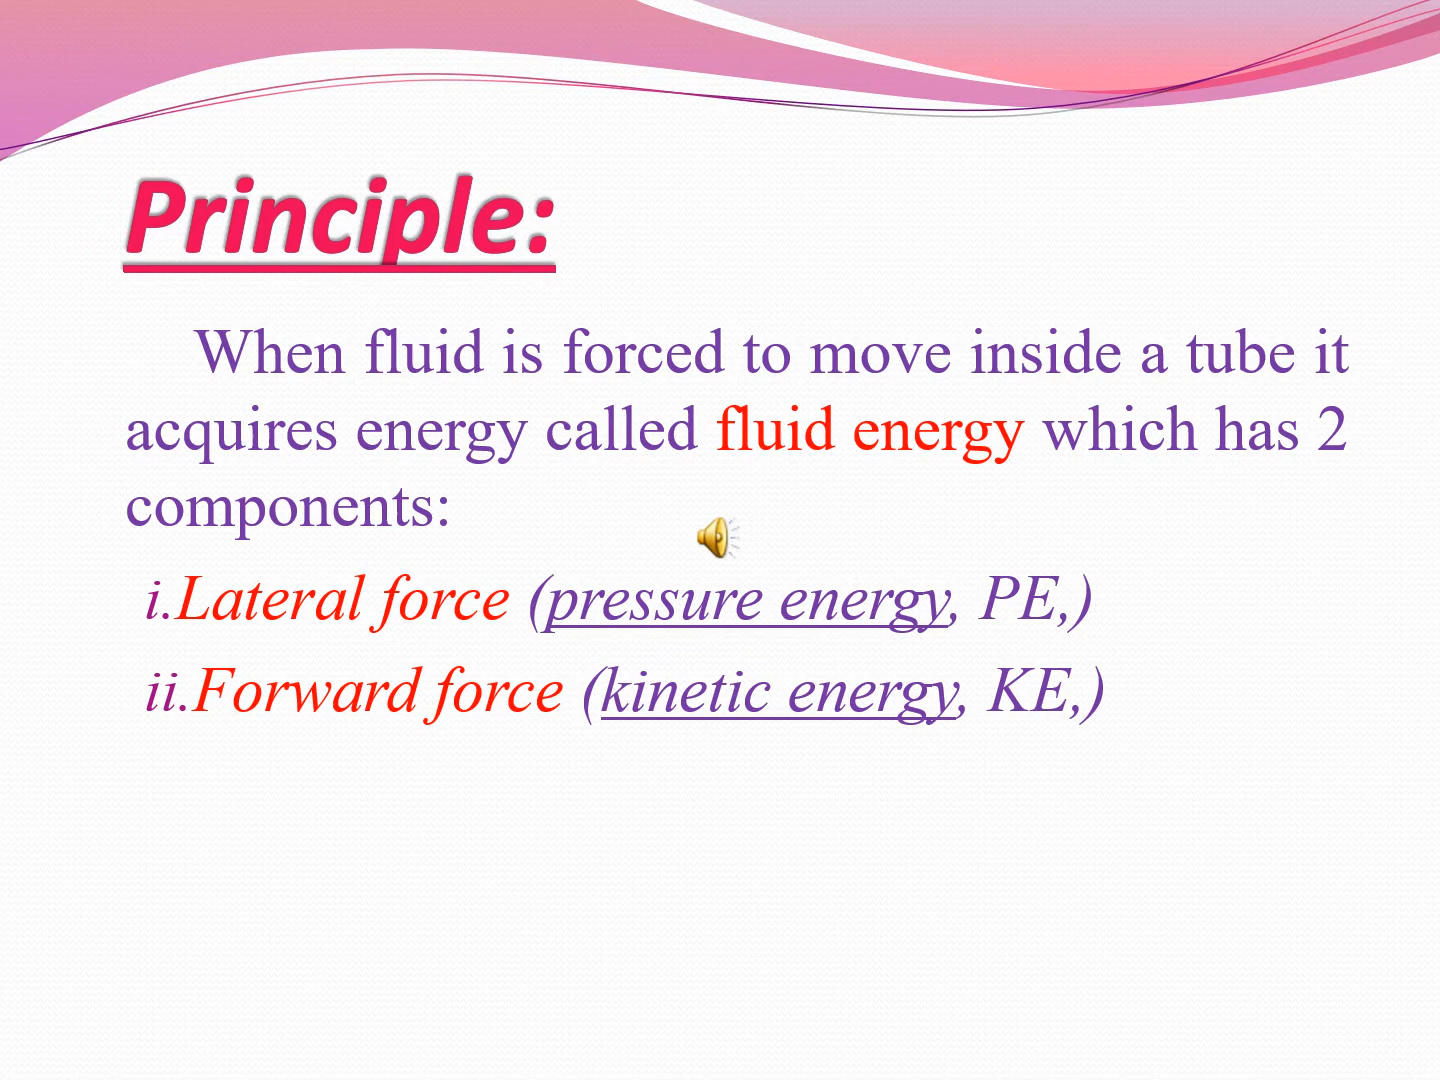 Principle:
When fluid is forced to move inside a tube it
acquires energy called fluid energy which has 2
components:
i.Lateral force (pressure energy, PE,)
ii.Forward force (kinetic energy, KE,)